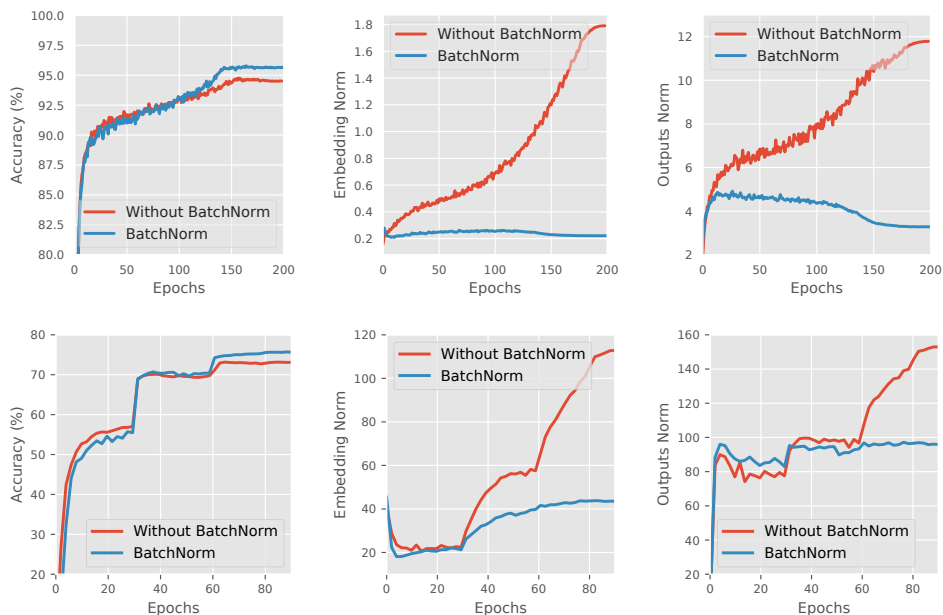 100.0
97.5
95.0
92.5
90.0
87.5
85.0
82.5
80.0
Accuracy (%)
Without BatchNorm
BatchNorm
0 50 100 150 200
Epochs
1.8
1.6
1.4
1.2
1.0
0.8
0.6
0.4
0.2
Embedding Norm
Without BatchNorm
BatchNorm
0 50 100 150 200
Epochs
12
10
8
6
4
2
Outputs Norm
Without BatchNorm
BatchNorm
0 50 100 150 200
Epochs
80
70
60
50
40
30
20
Accuracy (%)
Without BatchNorm
BatchNorm
0 20 40 60 80
Epochs
120
100
80
60
40
20
Embedding Norm
Without BatchNorm
BatchNorm
0 20 40 60 80
Epochs
160
140
120
100
80
60
40
20
Outputs Norm
Without BatchNorm
BatchNorm
0 20 40 60 80
Epochs